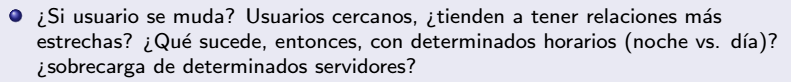 ¿Si usuario se muda? Usuarios cercanos, ¿tienden a tener relaciones más
estrechas? ¿Qué sucede, entonces, con determinados horarios (noche vs. día)?
¿sobrecarga de determinados servidores?